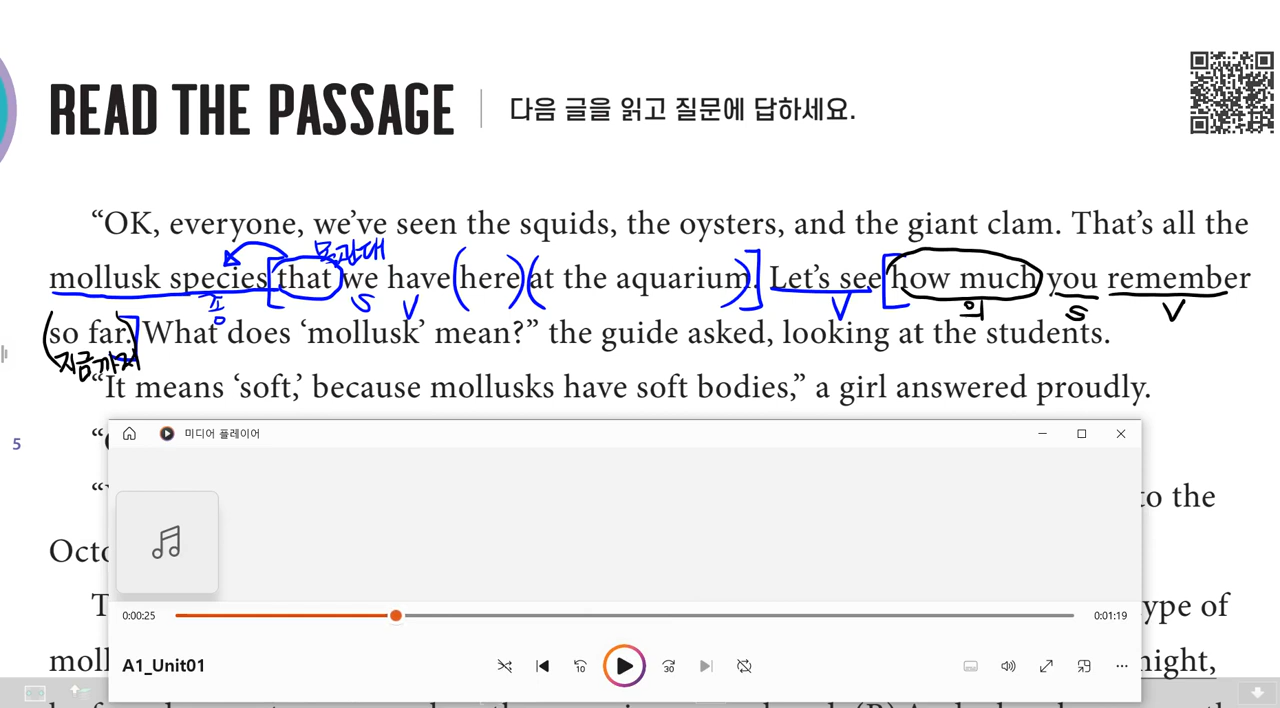 READ THE PASSAGE
다음 글을 읽고 질문에 답하세요.
“OK, everyone, we’ve seen the squids, the oysters, and the giant clam. That’s all the
목관대
mollusk species that we have here at the aquarium. Let’s see how much you remember
종 S V V 의 S V
so far. What does ‘mollusk’ mean?” the guide asked, looking at the students.
지금까지
“It means ‘soft,’ because mollusks have soft bodies,” a girl answered proudly.
미디어 플레이어
5
to the
Octo
0:00:25
0:01:19
ype of
A1_Unit01
10
30
moll
night,